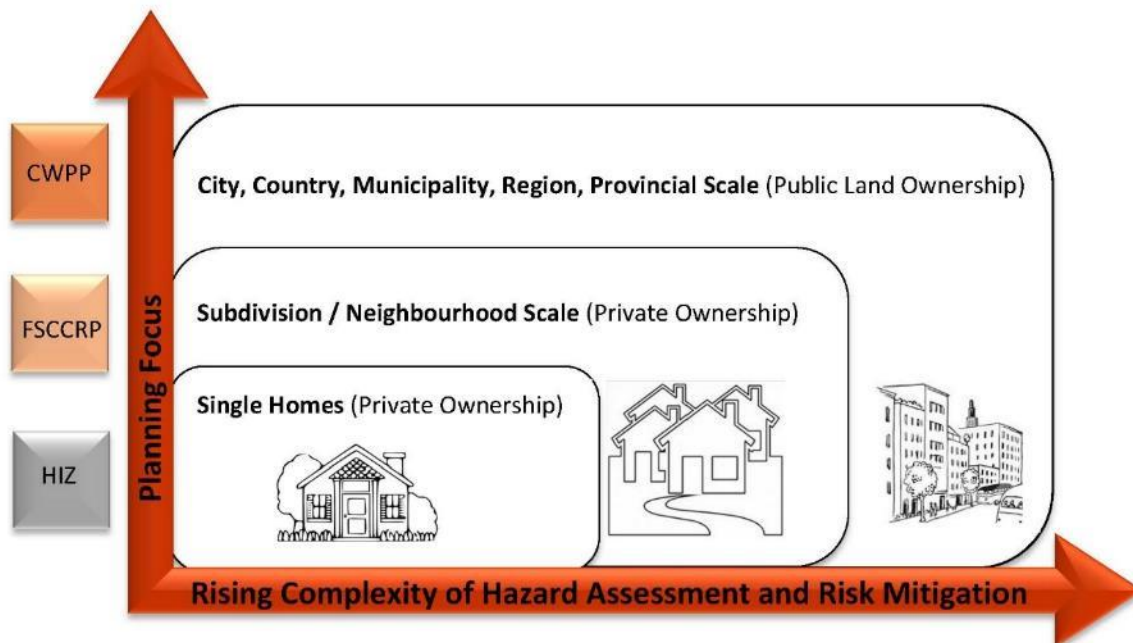 CWPP
City, Country, Municipality, Region, Provincial Scale (Public Land Ownership)
FSCCRP
Subdivision / Neighbourhood Scale (Private Ownership)
Single Homes (Private Ownership)
HIZ
Planning Focus
Rising Complexity of Hazard Assessment and Risk Mitigation